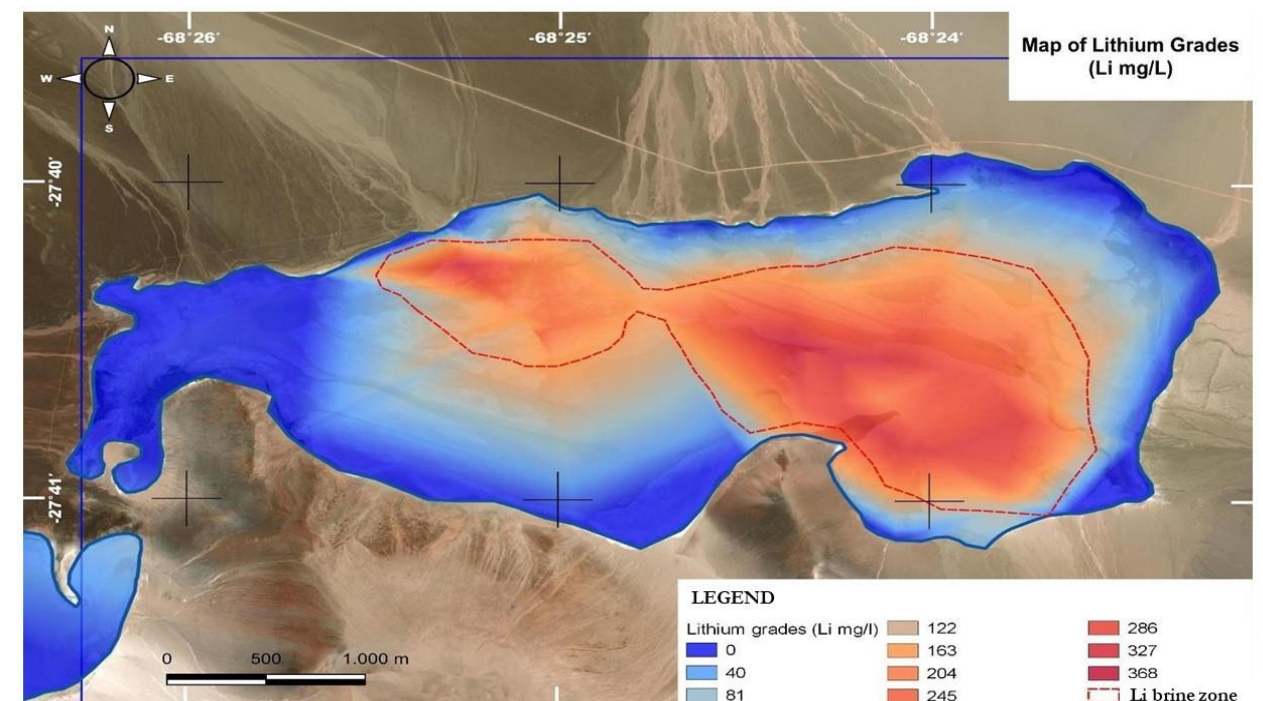 -68°26′
-68°25′
-68°24′
Map of Lithium Grades
(Li mg/L)
N
W
E
S
-27°40′
-27°41′
0
500
1.000 m
LEGEND
Lithium grades (Li mg/l)
0
40
81
122
163
204
245
286
327
368
Li brine zone